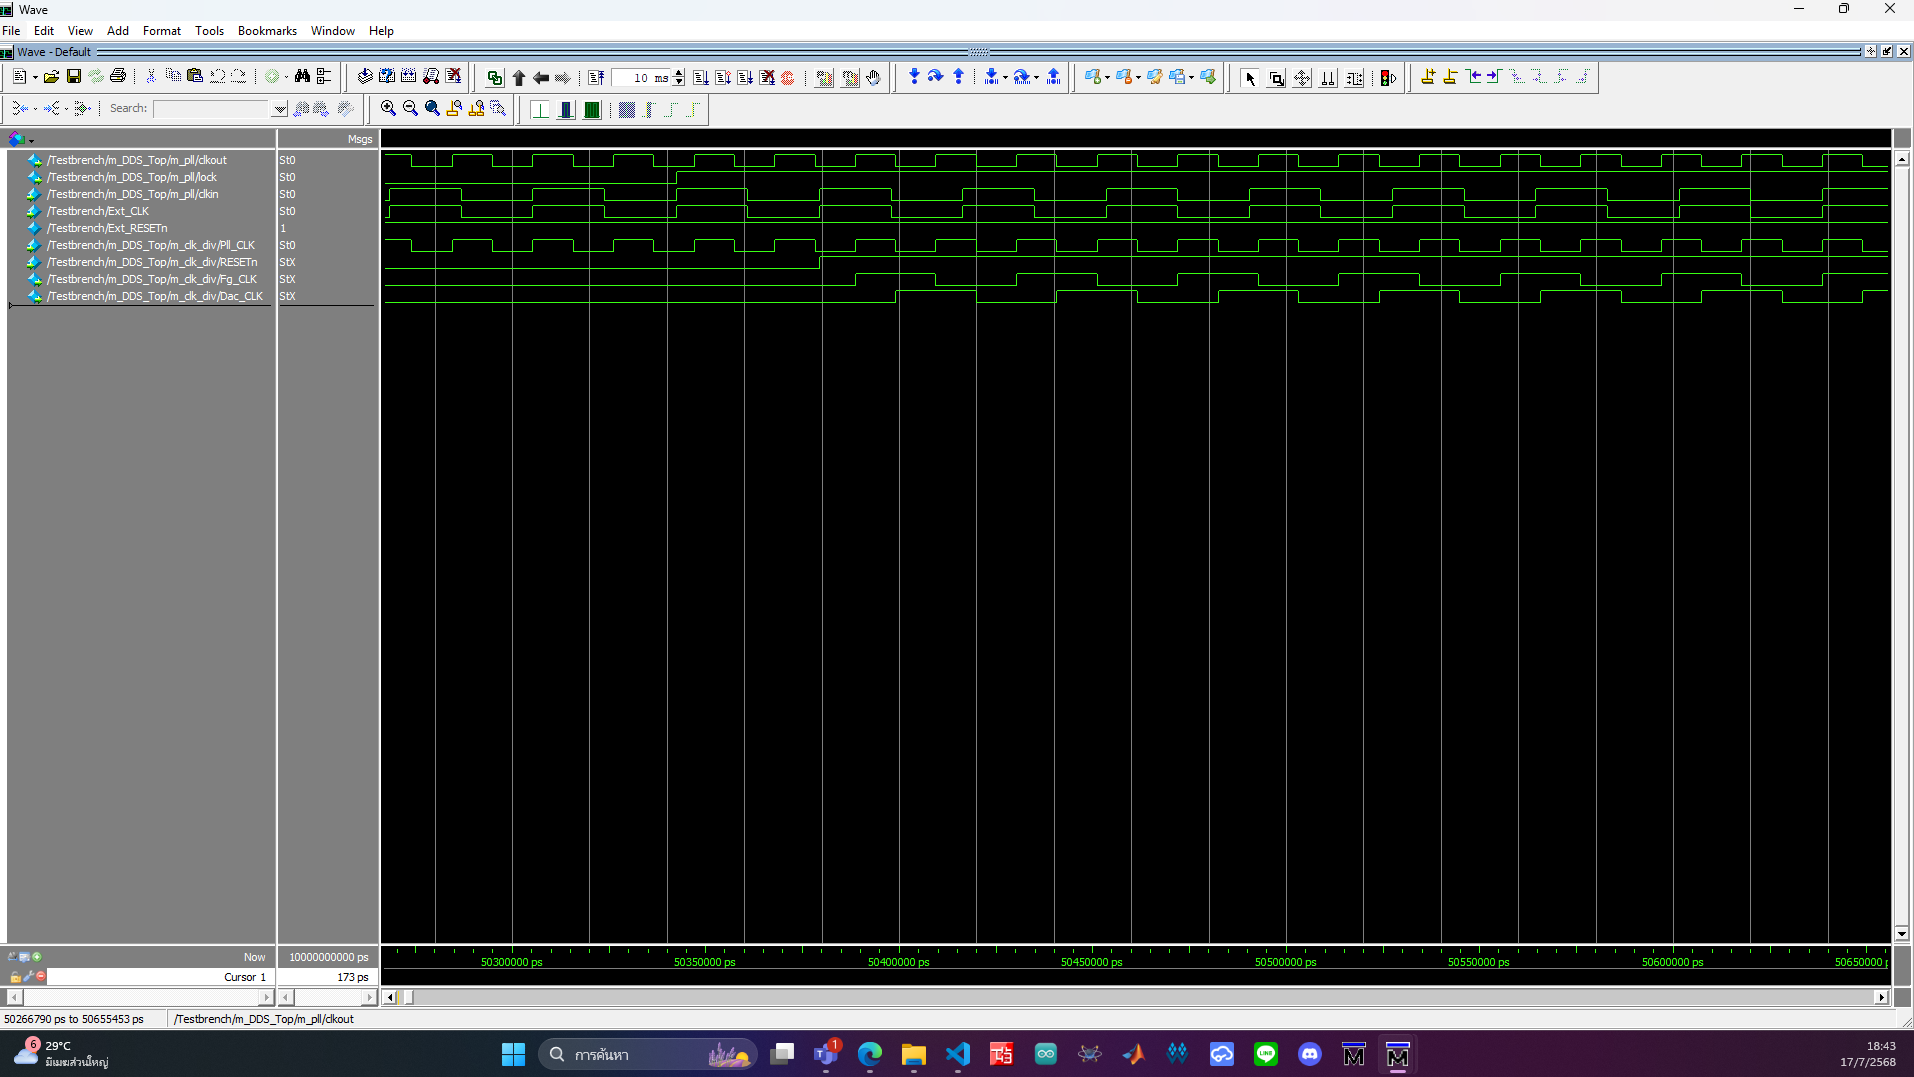 Wave
File Edit View Add Format Tools Bookmarks Window Help
Wave - Default
10 ms
Search:
Msgs
/Testbrench/m_DDS_Top/m_pll/clkout St0
/Testbrench/m_DDS_Top/m_pll/lock St0
/Testbrench/m_DDS_Top/m_pll/clkin St0
/Testbrench/Ext_CLK St0
/Testbrench/Ext_RESETn 1
/Testbrench/m_DDS_Top/m_clk_div/Pll_CLK St0
/Testbrench/m_DDS_Top/m_clk_div/RESETn StX
/Testbrench/m_DDS_Top/m_clk_div/Fg_CLK StX
/Testbrench/m_DDS_Top/m_clk_div/Dac_CLK StX
Now 10000000000 ps
50300000 ps 50350000 ps 50400000 ps 50450000 ps 50500000 ps 50550000 ps 50600000 ps 50650000 p
Cursor 1 173 ps
50266790 ps to 50655453 ps /Testbrench/m_DDS_Top/m_pll/clkout
6 29°C
มีเมฆส่วนใหญ่
การค้นหา
1
LINE
18:43
17/7/2568